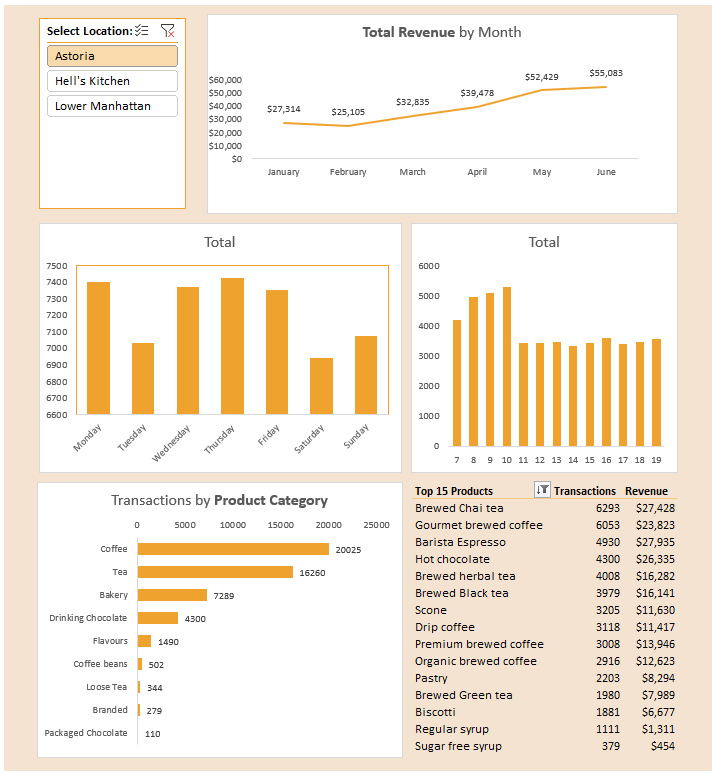 Select Location:
Astoria
Hell's Kitchen
Lower Manhattan
Total Revenue by Month
$60,000
$50,000
$40,000
$30,000
$20,000
$10,000
$0
$27,314
$25,105
$32,835
$39,478
$52,429
$55,083
January February March April May June
Total
7500
7400
7300
7200
7100
7000
6900
6800
6700
6600
Monday Tuesday Wednesday Thursday Friday Saturday Sunday
Total
6000
5000
4000
3000
2000
1000
0
7 8 9 10 11 12 13 14 15 16 17 18 19
Transactions by Product Category
0 5000 10000 15000 20000 25000
Coffee 20025
Tea 16260
Bakery 7289
Drinking Chocolate 4300
Flavours 1490
Coffee beans 502
Loose Tea 344
Branded 279
Packaged Chocolate 110
Top 15 Products Transactions Revenue
Brewed Chai tea 6293 $27,428
Gourmet brewed coffee 6053 $23,823
Barista Espresso 4930 $27,935
Hot chocolate 4300 $26,335
Brewed herbal tea 4008 $16,282
Brewed Black tea 3979 $16,141
Scone 3205 $11,630
Drip coffee 3118 $11,417
Premium brewed coffee 3008 $13,946
Organic brewed coffee 2916 $12,623
Pastry 2203 $8,294
Brewed Green tea 1980 $7,989
Biscotti 1881 $6,677
Regular syrup 1111 $1,311
Sugar free syrup 379 $454